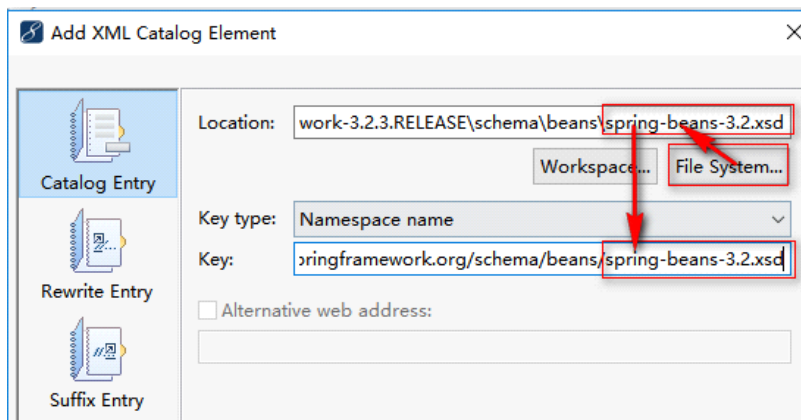 Add XML Catalog Element
Catalog Entry
Rewrite Entry
Suffix Entry
Location: work-3.2.3.RELEASE\schema\beans\spring-beans-3.2.xsd
Workspace... File System...
Key type: Namespace name
Key: pringframework.org/schema/beans/spring-beans-3.2.xsd
Alternative web address: